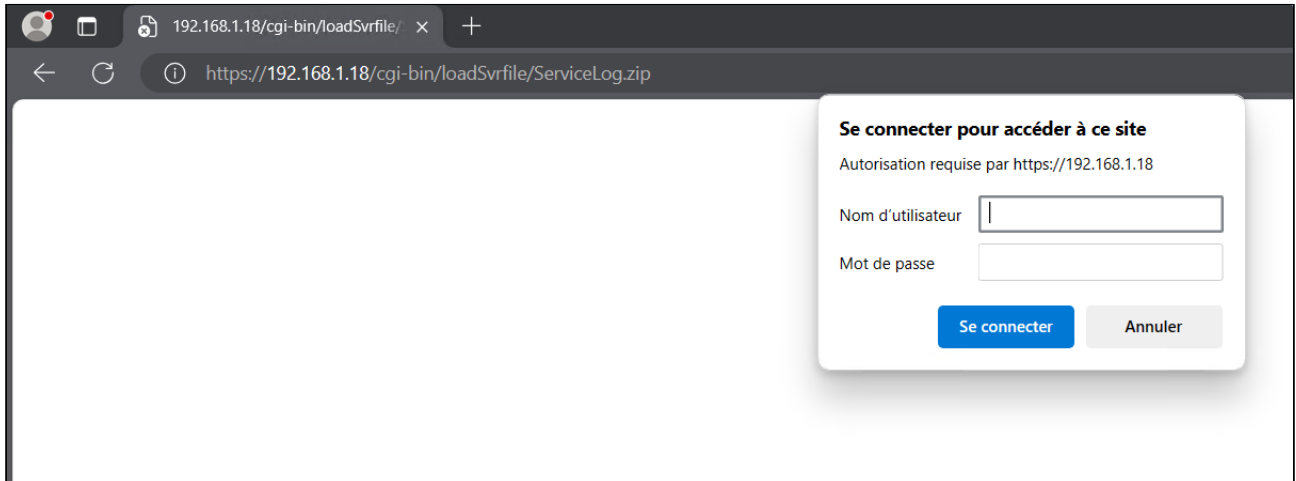 192.168.1.18/cgi-bin/loadSvrfile/
https://192.168.1.18/cgi-bin/loadSvrfile/ServiceLog.zip
Se connecter pour accéder à ce site
Autorisation requise par https://192.168.1.18
Nom d'utilisateur
Mot de passe
Se connecter
Annuler